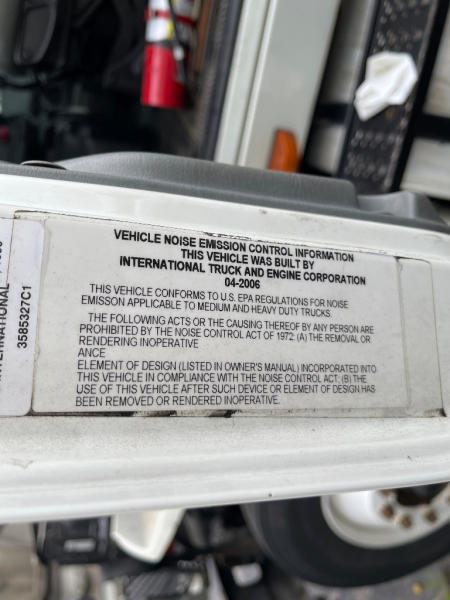 VEHICLE NOISE EMISSION CONTROL INFORMATION
THIS VEHICLE WAS BUILT BY
INTERNATIONAL TRUCK AND ENGINE CORPORATION
04-2006
THIS VEHICLE CONFORMS TO U.S. EPA REGULATIONS FOR NOISE
EMISSON APPLICABLE TO MEDIUM AND HEAVY DUTY TRUCKS.
THE FOLLOWING ACTS OR THE CAUSING THEREOF BY ANY PERSON ARE
PROHIBITED BY THE NOISE CONTROL ACT OF 1972: (A) THE REMOVAL OR
RENDERING INOPERATIVE
ANCE
ELEMENT OF DESIGN (LISTED IN OWNER'S MANUAL) INCORPORATED INTO
THIS VEHICLE IN COMPLIANCE WITH THE NOISE CONTROL ACT: (B) THE
USE OF THIS VEHICLE AFTER SUCH DEVICE OR ELEMENT OF DESIGN HAS
BEEN REMOVED OR RENDERED INOPERATIVE.
INTERNATIONAL
3585327C1